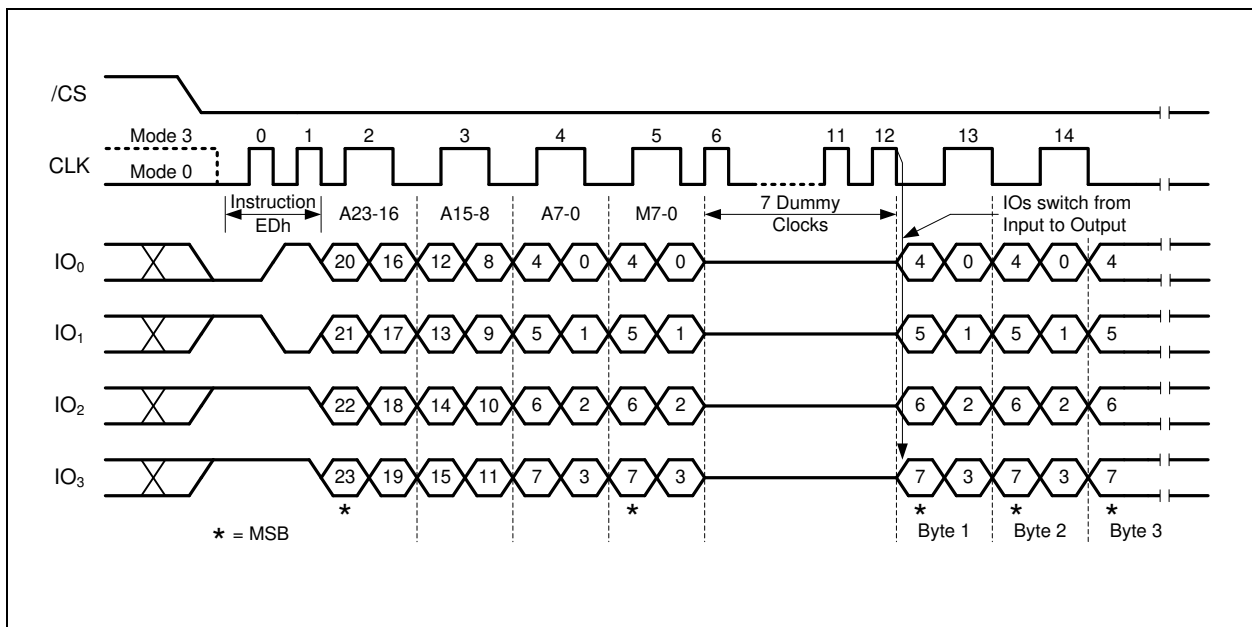 /CS
Mode 3 0 1 2 3 4 5 6 11 12 13 14
CLK
Mode 0
Instruction A23-16 A15-8 A7-0 M7-0 7 Dummy IOs switch from
EDh Clocks Input to Output
IO0 20 16 12 8 4 0 4 0 4 0 4 0 4
IO1 21 17 13 9 5 1 5 1 5 1 5 1 5
IO2 22 18 14 10 6 2 6 2 6 2 6 2 6
IO3 23 19 15 11 7 3 7 3 7 3 7 3 7
* * * * *
* = MSB Byte 1 Byte 2 Byte 3